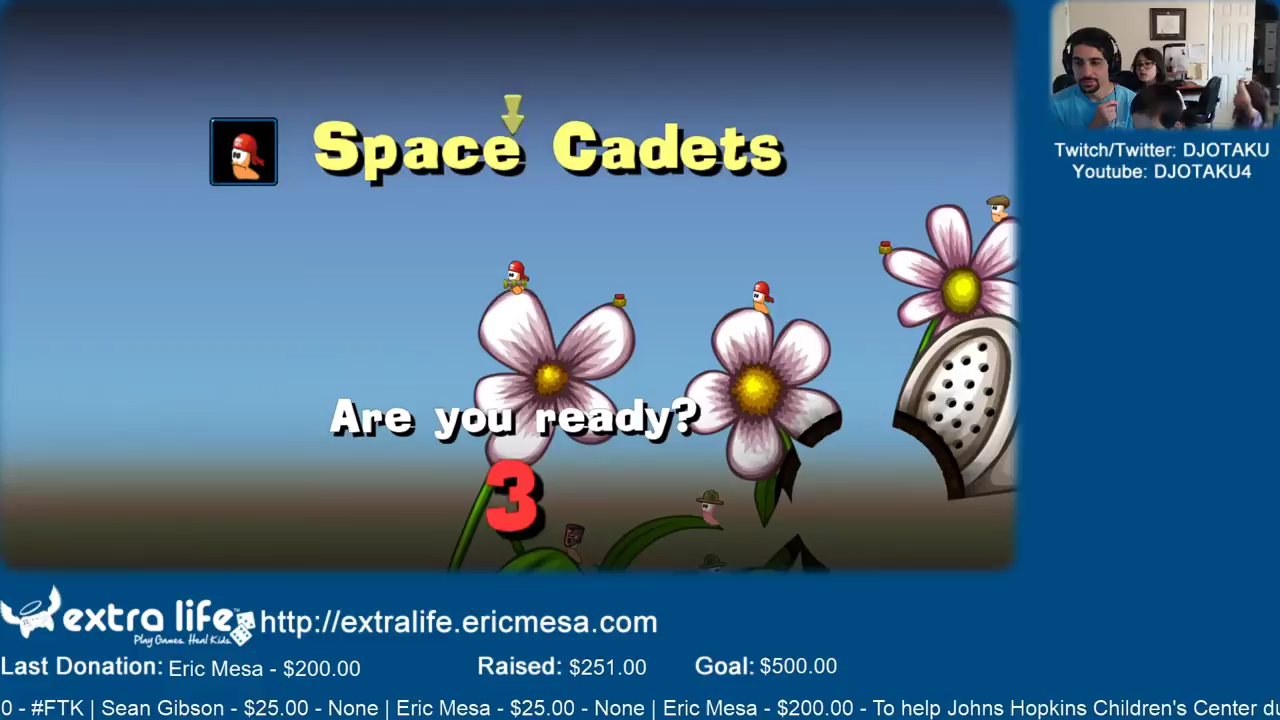 Space Cadets
Twitch/Twitter: DJOTAKU
Youtube: DJOTAKU4
Are you ready?
3
extra life
Play Games. Heal Kids.
http://extralife.ericmesa.com
Last Donation: Eric Mesa - $200.00 Raised: $251.00 Goal: $500.00
0 - #FTK | Sean Gibson - $25.00 - None | Eric Mesa - $25.00 - None | Eric Mesa - $200.00 - To help Johns Hopkins Children's Center du